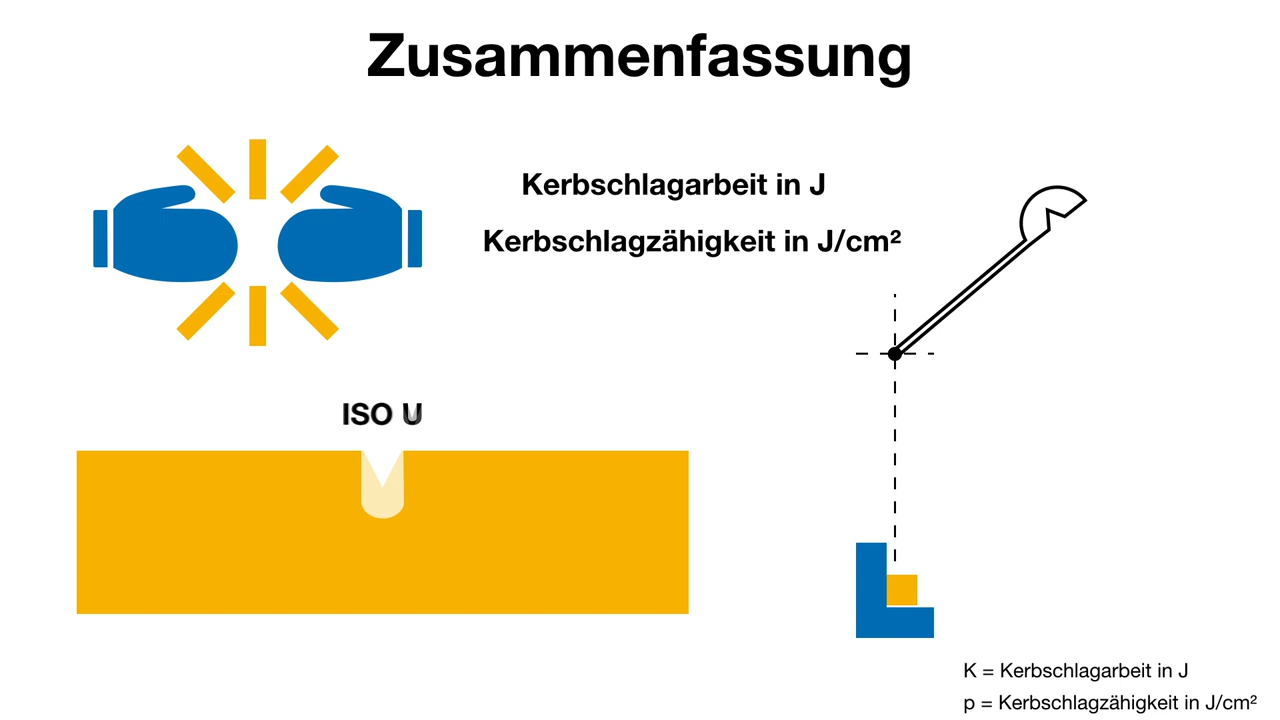 Zusammenfassung
Kerbschlagarbeit in J
Kerbschlagzähigkeit in J/cm²
ISO U
K = Kerbschlagarbeit in J
p = Kerbschlagzähigkeit in J/cm²